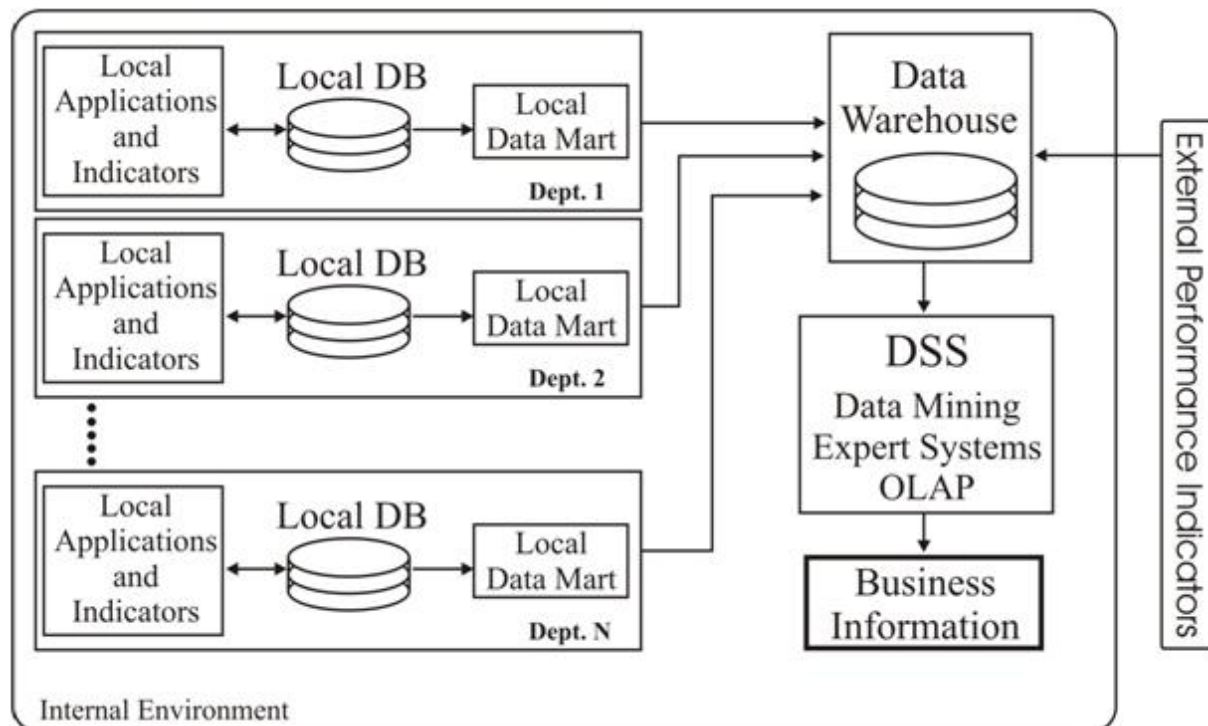 Local
Applications
and
Indicators
Local DB
Local
Data Mart
Dept. 1
Local
Applications
and
Indicators
Local DB
Local
Data Mart
Dept. 2
Local
Applications
and
Indicators
Local DB
Local
Data Mart
Dept. N
Data
Warehouse
DSS
Data Mining
Expert Systems
OLAP
Business
Information
External Performance Indicators
Internal Environment